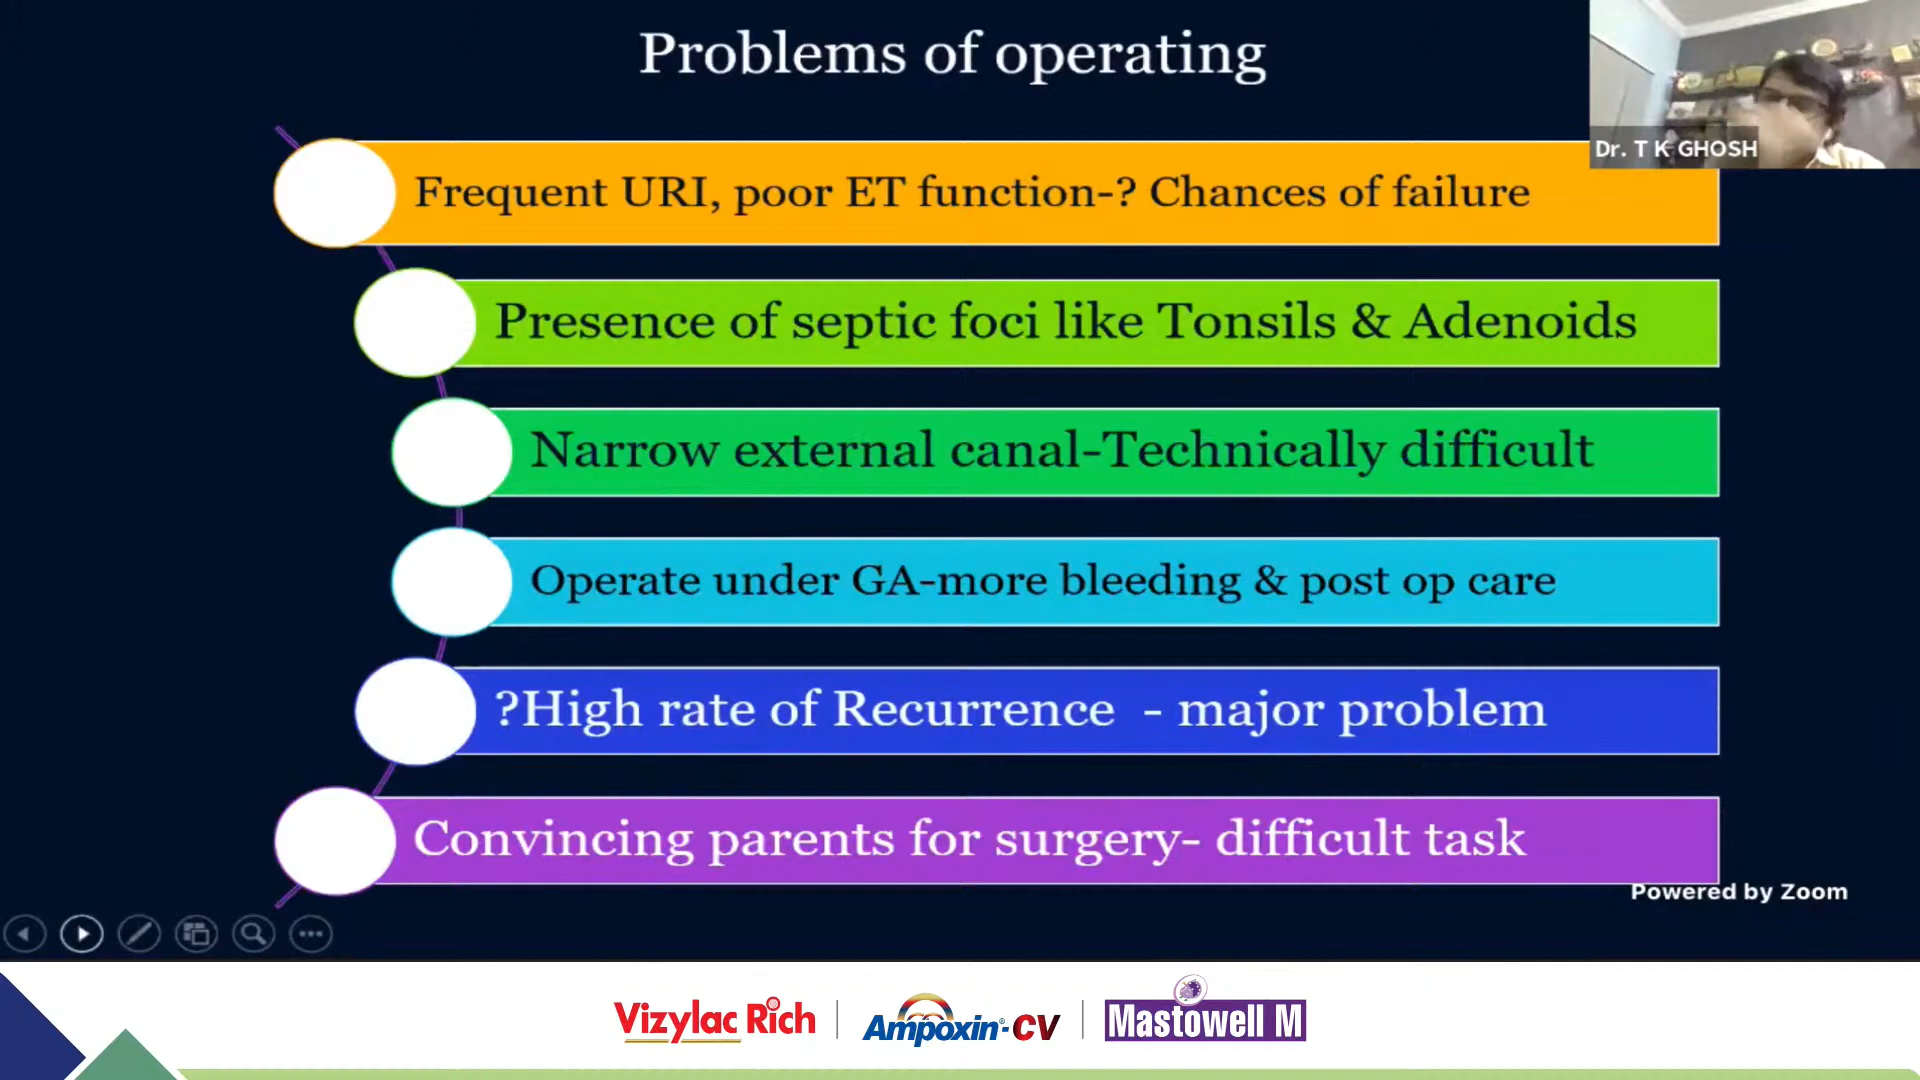 Problems of operating
Dr. T K GHOSH
Frequent URI, poor ET function-? Chances of failure
Presence of septic foci like Tonsils & Adenoids
Narrow external canal-Technically difficult
Operate under GA-more bleeding & post op care
?High rate of Recurrence - major problem
Convincing parents for surgery- difficult task
Powered by Zoom
Vizylac Rich
Ampoxin®-CV
Mastowell M